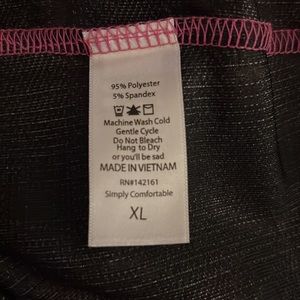 95% Polyester
5% Spandex
Machine Wash Cold
Gentle Cycle
Do Not Bleach
Hang to Dry
or you'll be sad
MADE IN VIETNAM
RN#142161
Simply Comfortable
XL